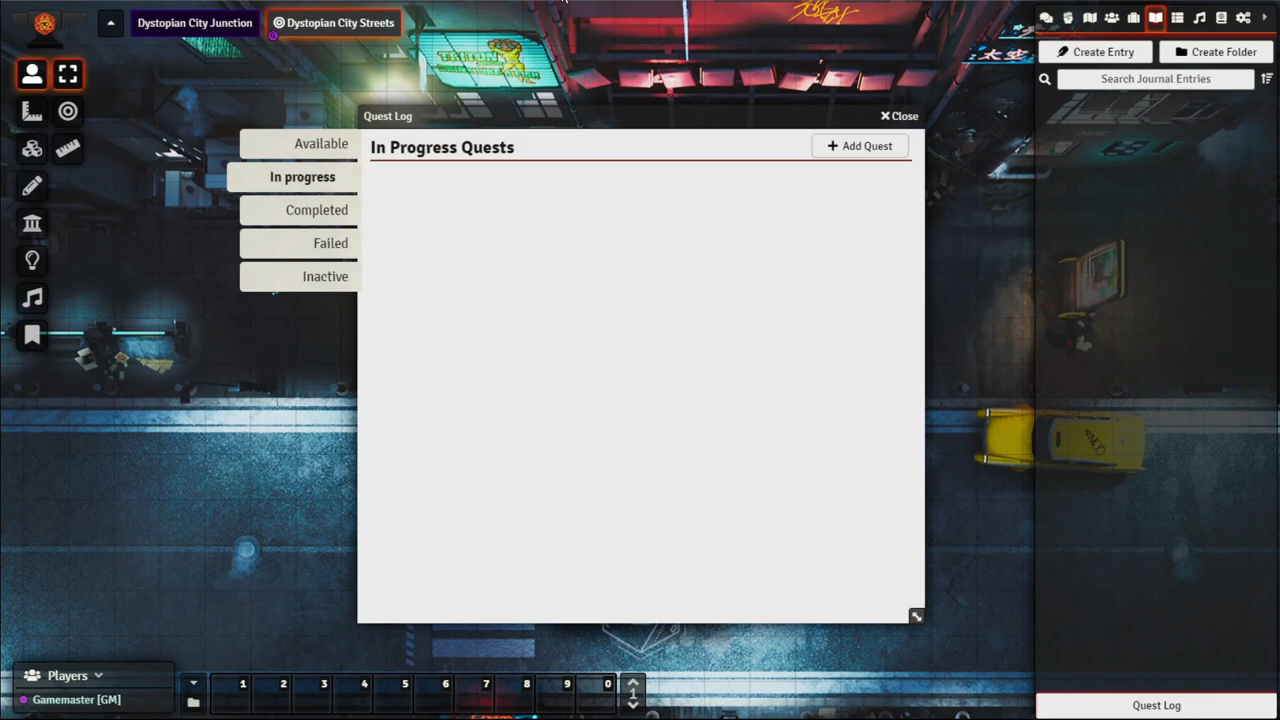 Dystopian City Junction
Dystopian City Streets
G
Create Entry
Create Folder
Search Journal Entries
Quest Log
Close
Available
In progress
Completed
Failed
Inactive
In Progress Quests
+ Add Quest
Players
Gamemaster [GM]
1 2 3 4 5 6 7 8 9 0
1
Quest Log